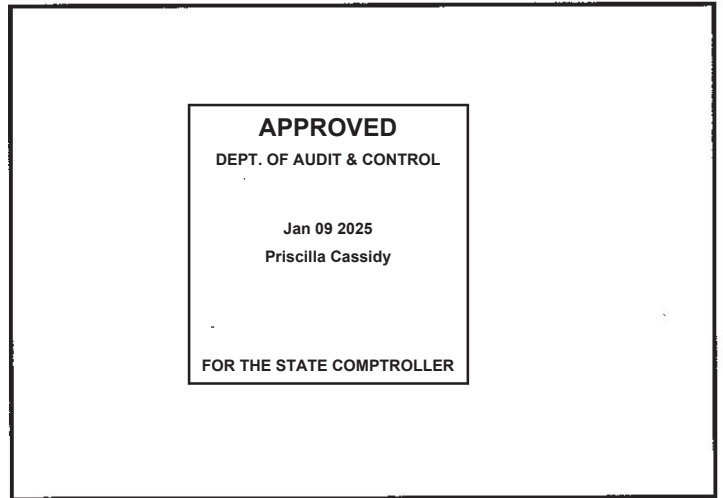 APPROVED
DEPT. OF AUDIT & CONTROL
Jan 09 2025
Priscilla Cassidy
FOR THE STATE COMPTROLLER